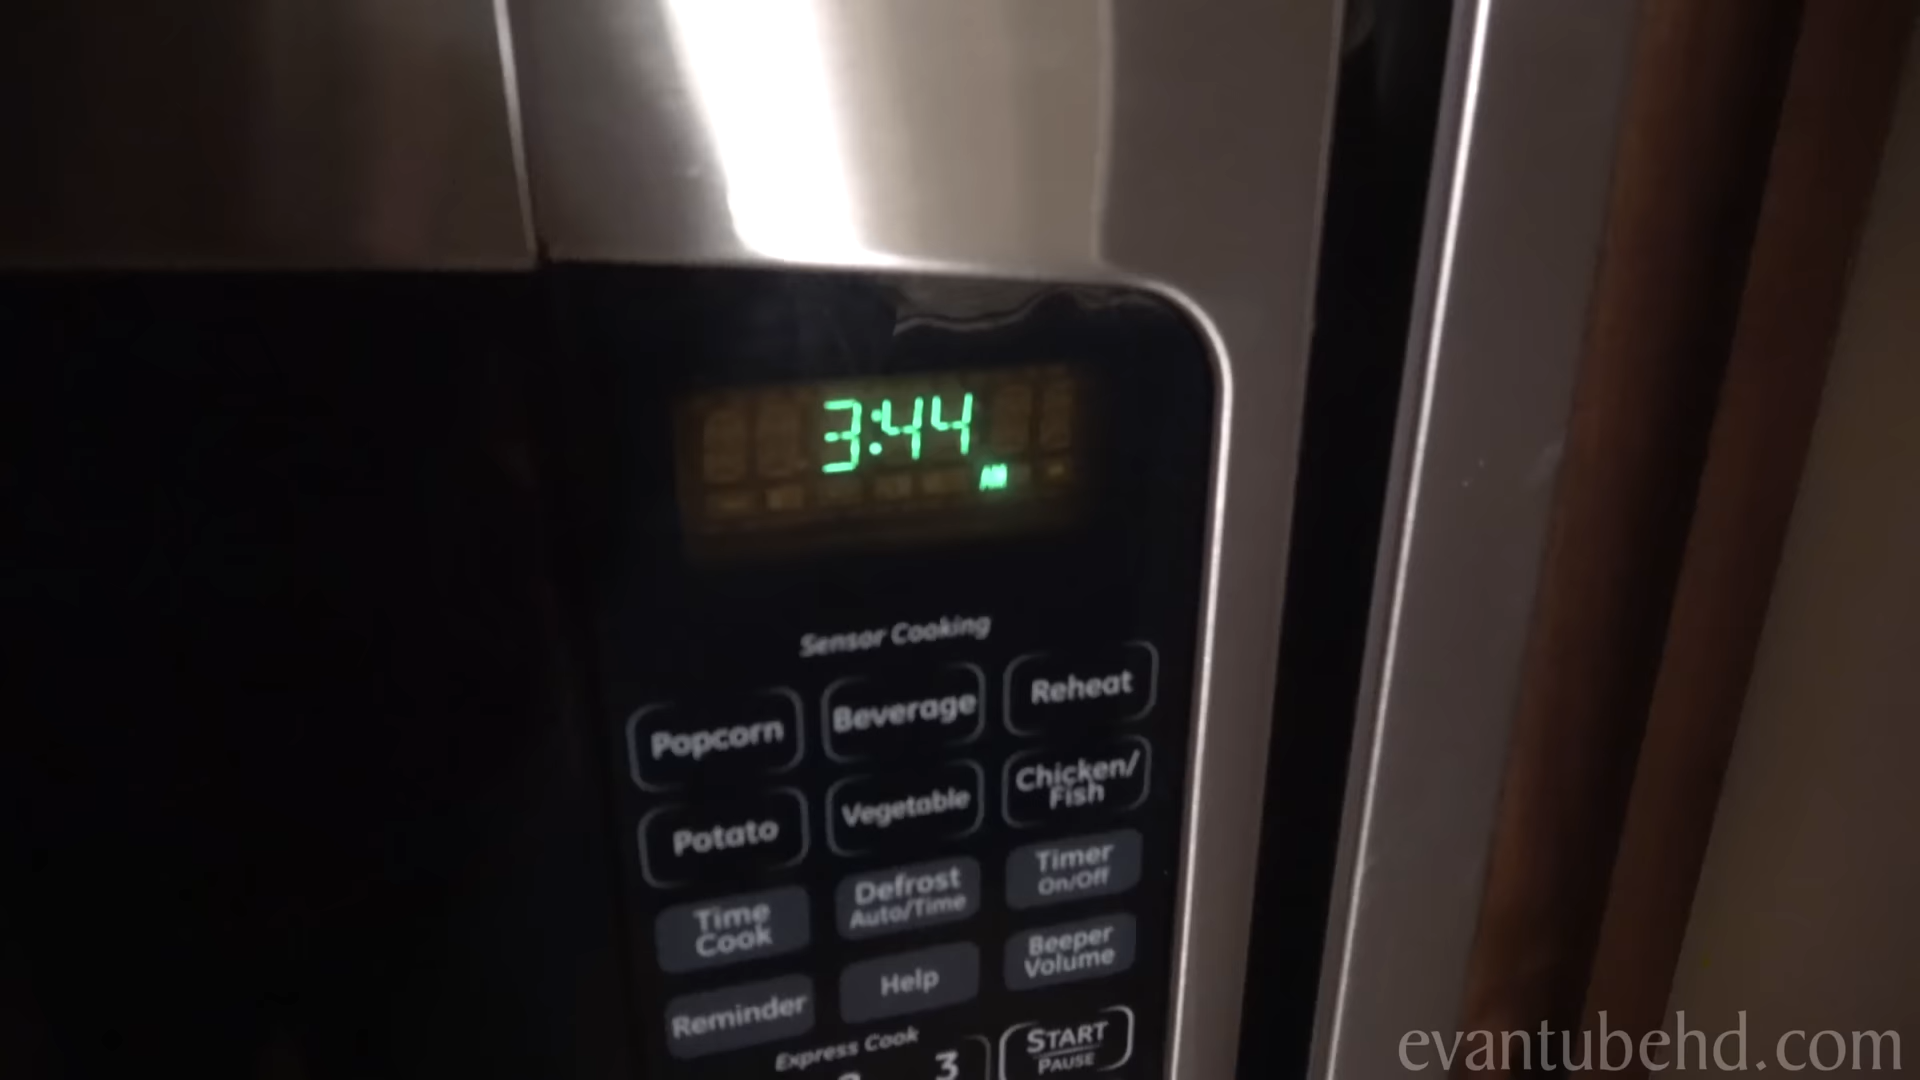 3:44
AM
Sensor Cooking
Popcorn
Beverage
Reheat
Potato
Vegetable
Chicken/
Fish
Time
Cook
Defrost
Auto/Time
Timer
On/Off
Reminder
Help
Beeper
Volume
Express Cook
3
START
PAUSE
evantubehd.com